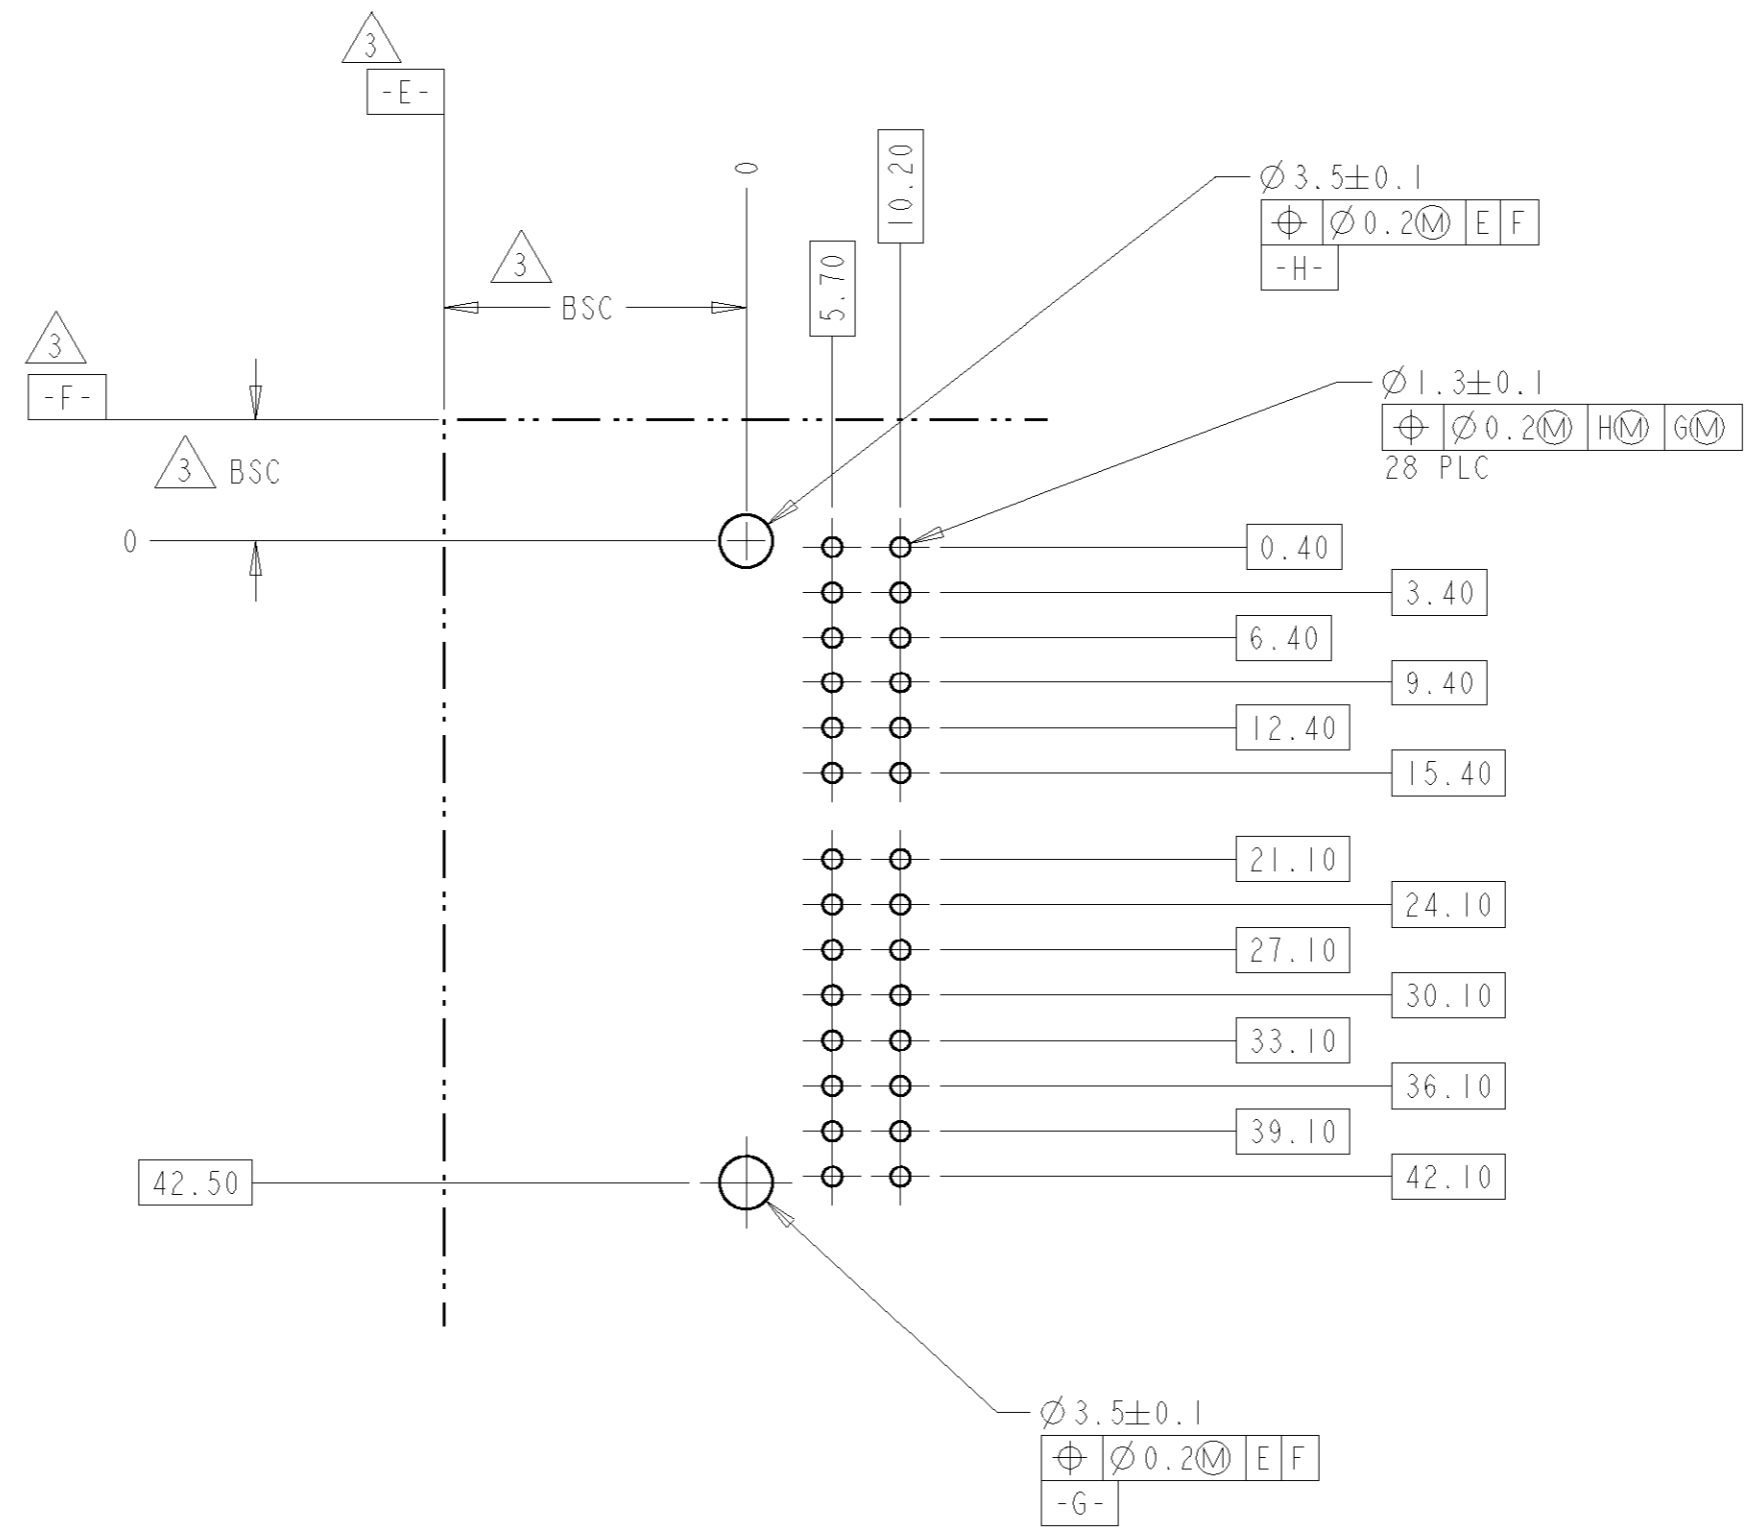 3
-E-
0
10.20
5.70
3
BSC
Ø3.5±0.1
⌖ Ø0.2Ⓜ E F
-H-
3
-F-
3 BSC
0
Ø1.3±0.1
⌖ Ø0.2Ⓜ HⓂ GⓂ
28 PLC
0.40
3.40
6.40
9.40
12.40
15.40
21.10
24.10
27.10
30.10
33.10
36.10
39.10
42.10
42.50
Ø3.5±0.1
⌖ Ø0.2Ⓜ E F
-G-